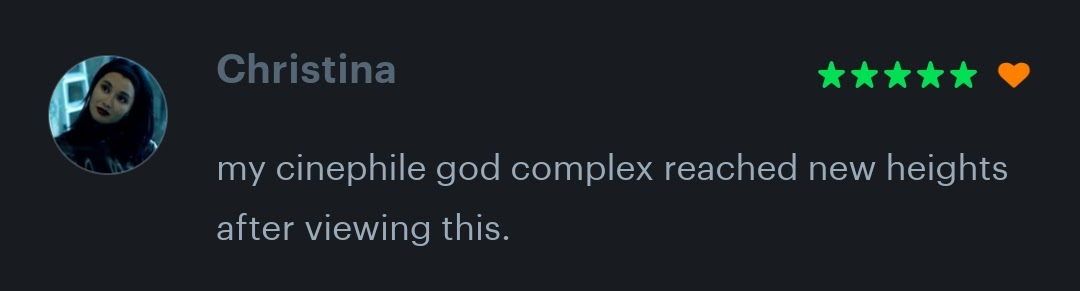 Christina
my cinephile god complex reached new heights
after viewing this.